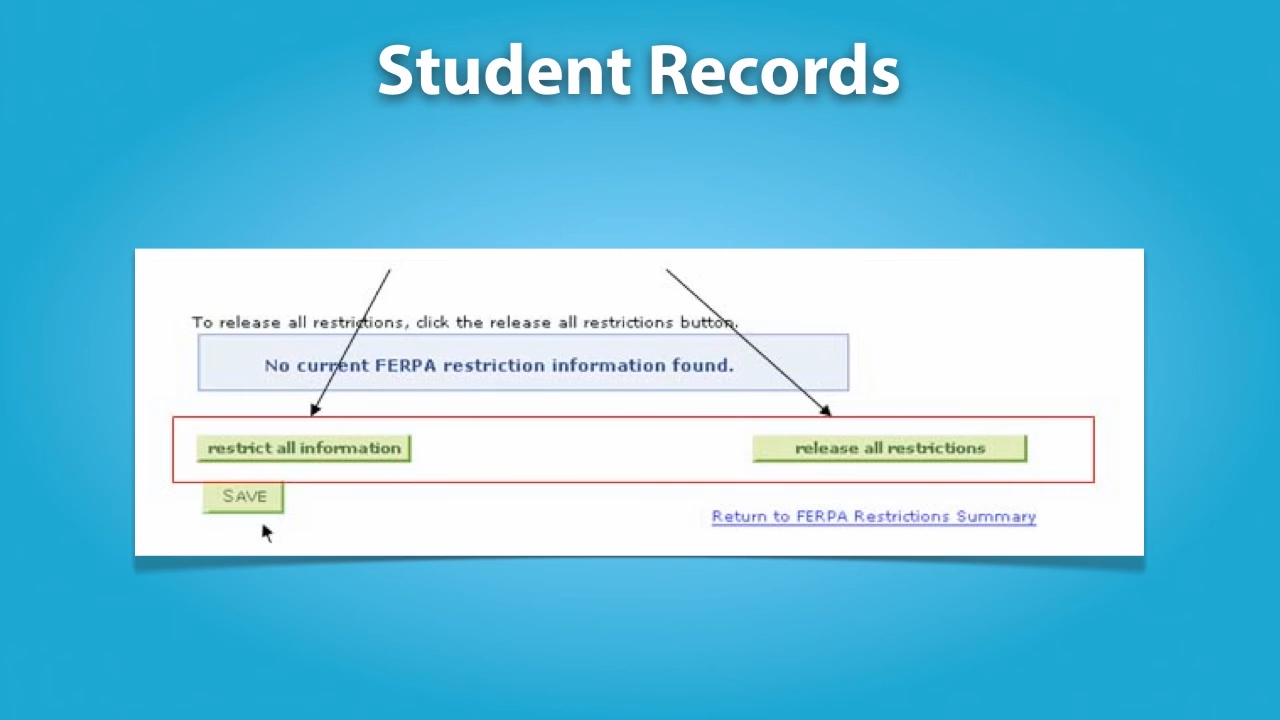 Student Records
To release all restrictions, click the release all restrictions button.
No current FERPA restriction information found.
restrict all information
release all restrictions
SAVE
Return to FERPA Restrictions Summary